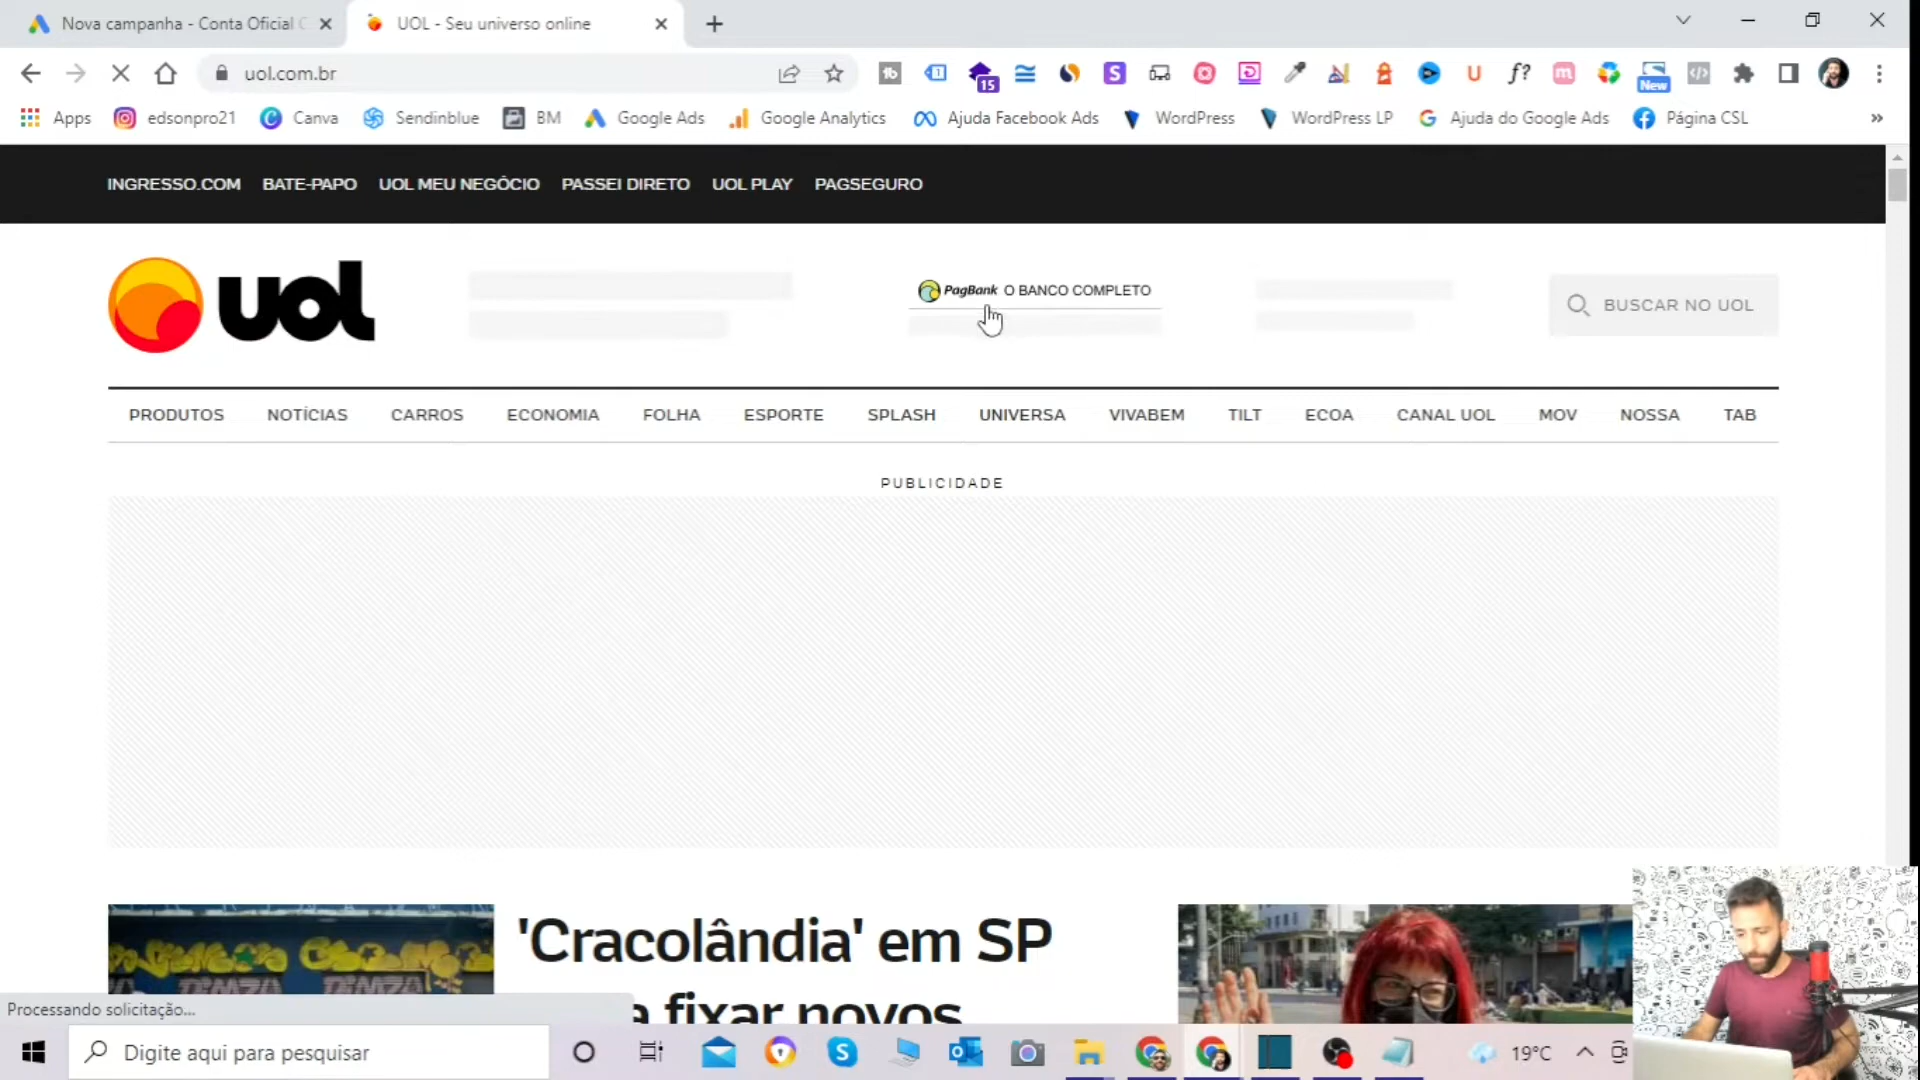 Nova campanha - Conta Oficial
UOL - Seu universo online
uol.com.br
15
New
Apps
edsonpro21
Canva
Sendinblue
BM
Google Ads
Google Analytics
Ajuda Facebook Ads
WordPress
WordPress LP
Ajuda do Google Ads
Página CSL
INGRESSO.COM BATE-PAPO UOL MEU NEGÓCIO PASSEI DIRETO UOL PLAY PAGSEGURO
uol
PagBank O BANCO COMPLETO
BUSCAR NO UOL
PRODUTOS NOTÍCIAS CARROS ECONOMIA FOLHA ESPORTE SPLASH UNIVERSA VIVABEM TILT ECOA CANAL UOL MOV NOSSA TAB
PUBLICIDADE
'Cracolândia' em SP
a fixar novos
Processando solicitação...
Digite aqui para pesquisar
19°C